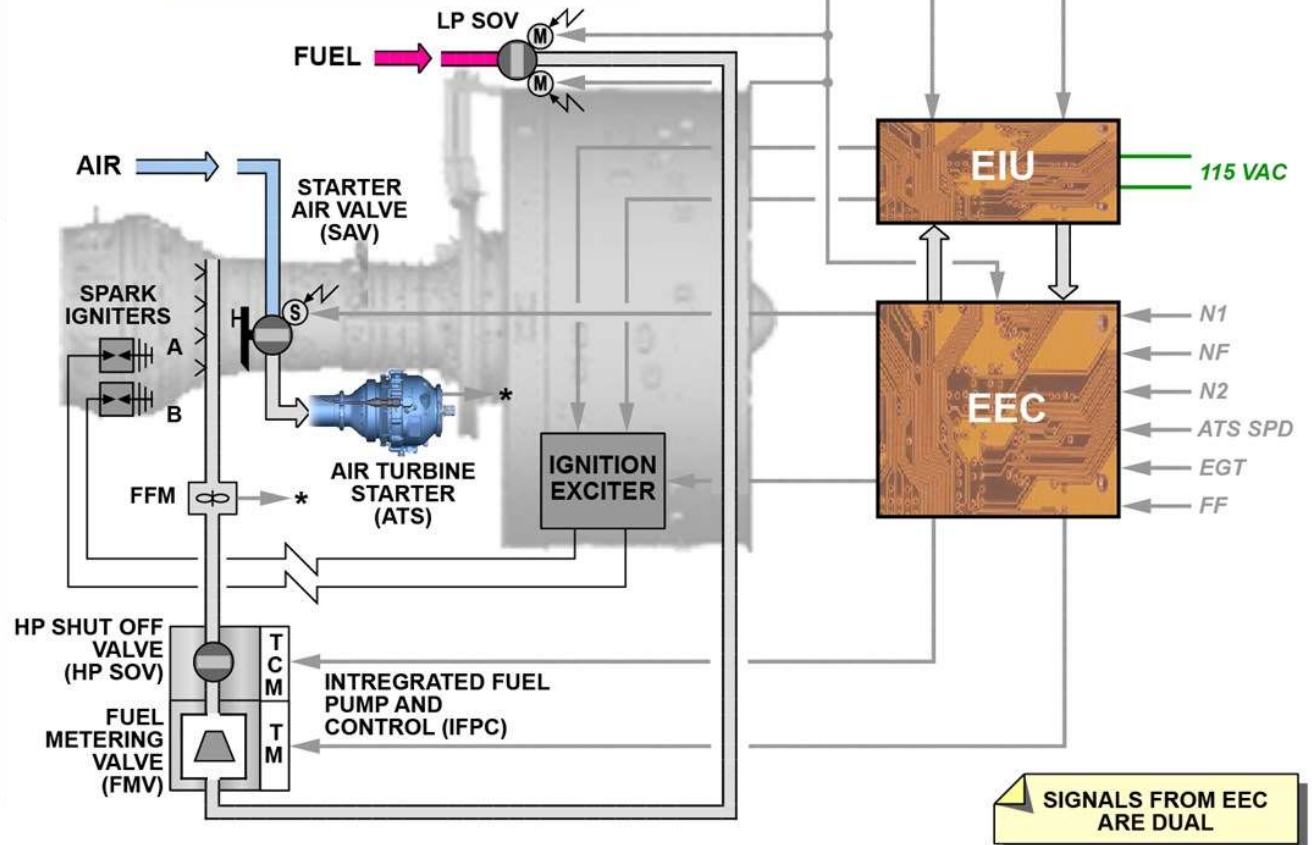 LP SOV
M
FUEL
M
EIU
115 VAC
AIR
STARTER
AIR VALVE
(SAV)
SPARK
IGNITERS
S
A
B
N1
NF
N2
ATS SPD
EGT
FF
EEC
*
AIR TURBINE
STARTER
(ATS)
IGNITION
EXCITER
FFM
*
HP SHUT OFF
VALVE
(HP SOV)
T
C
M
INTREGRATED FUEL
PUMP AND
CONTROL (IFPC)
FUEL
METERING
VALVE
(FMV)
T
M
SIGNALS FROM EEC
ARE DUAL